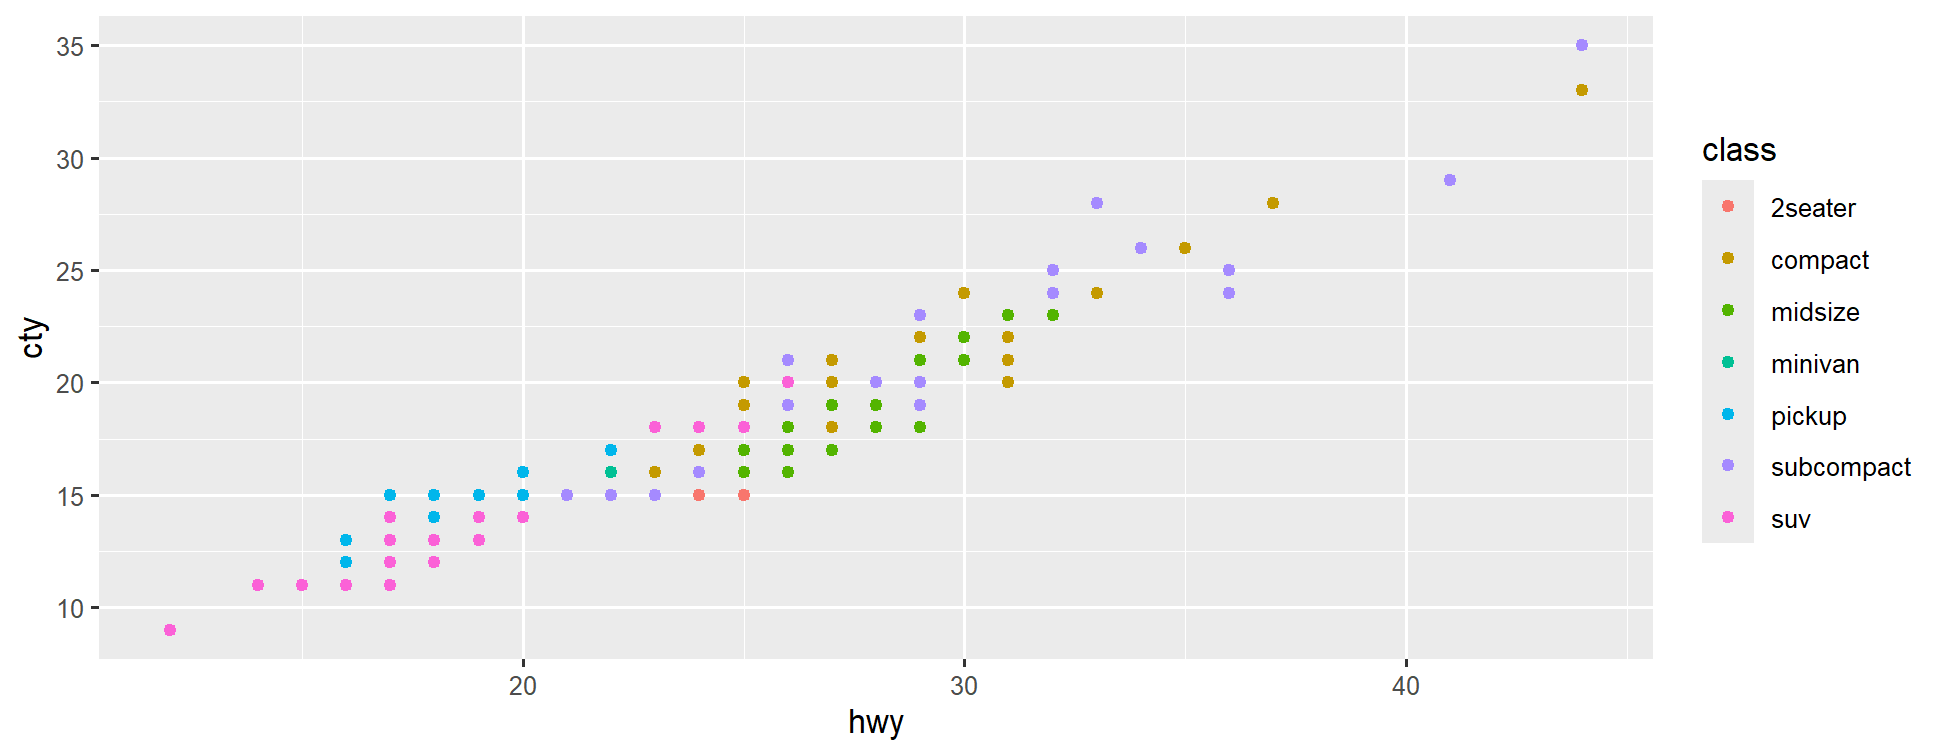 35
30
25
20
15
10
cty
20
30
40
hwy
class
2seater
compact
midsize
minivan
pickup
subcompact
suv